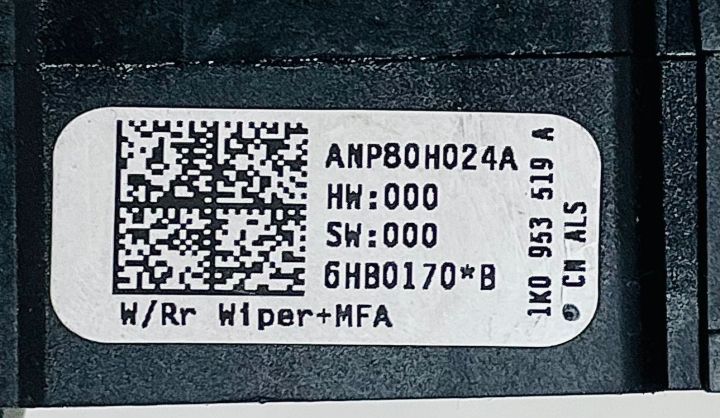 ANP80H024A
HW:000
SW:000
6HB0170*B
W/Rr Wiper+MFA
1K0 953 519 A
CN ALS